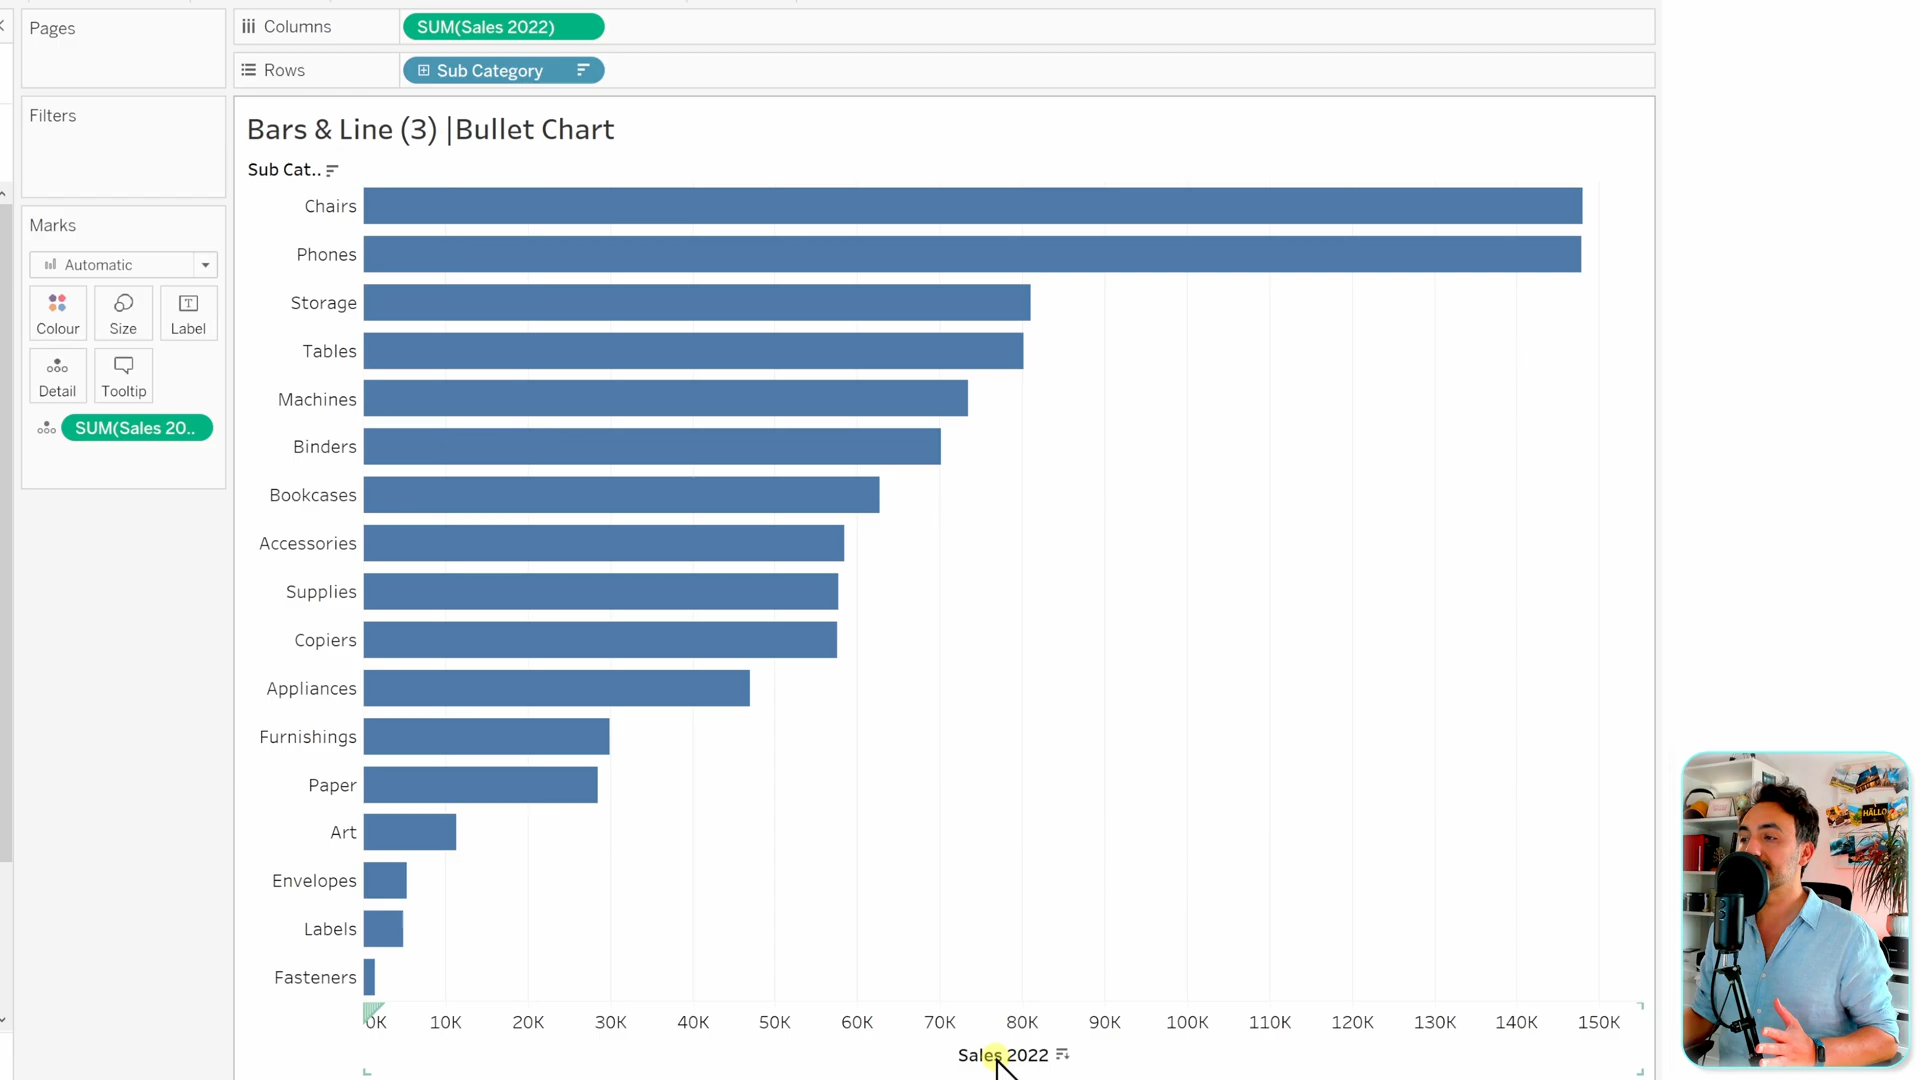 Pages
Columns
SUM(Sales 2022)
Rows
Sub Category
Filters
Marks
Automatic
Colour
Size
Label
Detail
Tooltip
SUM(Sales 20..
Bars & Line (3) |Bullet Chart
Sub Cat..
Chairs
Phones
Storage
Tables
Machines
Binders
Bookcases
Accessories
Supplies
Copiers
Appliances
Furnishings
Paper
Art
Envelopes
Labels
Fasteners
0K 10K 20K 30K 40K 50K 60K 70K 80K 90K 100K 110K 120K 130K 140K 150K
Sales 2022
HALLO